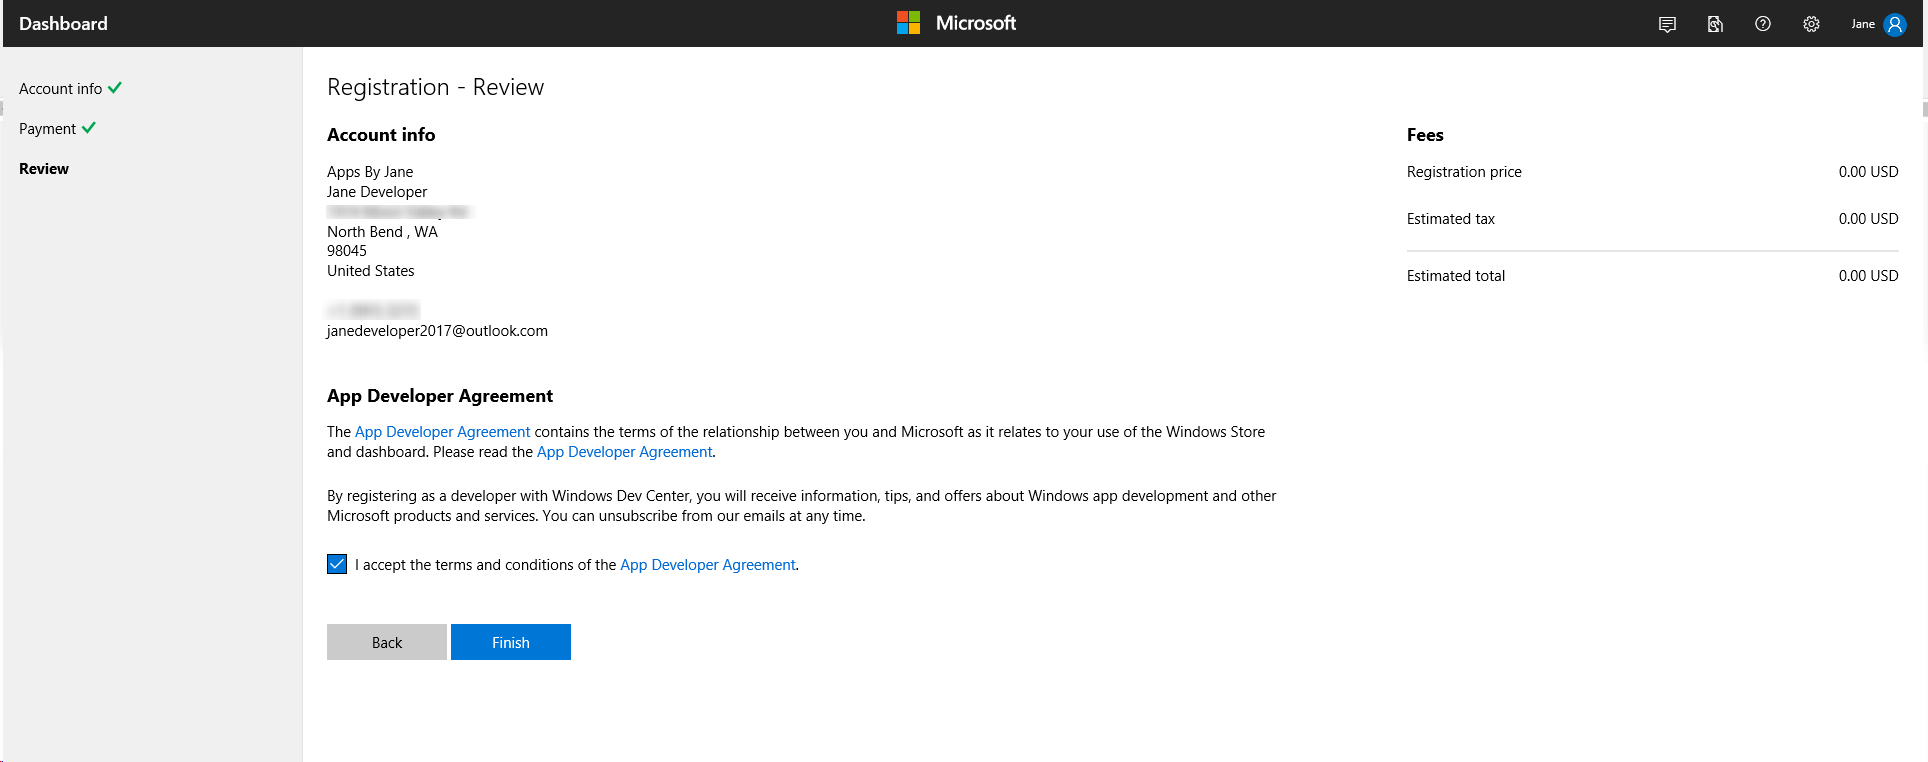 Dashboard
Microsoft
Jane
Account info
Payment
Review
Registration - Review
Account info
Apps By Jane
Jane Developer
North Bend , WA
98045
United States
janedeveloper2017@outlook.com
Fees
Registration price 0.00 USD
Estimated tax 0.00 USD
Estimated total 0.00 USD
App Developer Agreement
The App Developer Agreement contains the terms of the relationship between you and Microsoft as it relates to your use of the Windows Store
and dashboard. Please read the App Developer Agreement.
By registering as a developer with Windows Dev Center, you will receive information, tips, and offers about Windows app development and other
Microsoft products and services. You can unsubscribe from our emails at any time.
I accept the terms and conditions of the App Developer Agreement.
Back
Finish